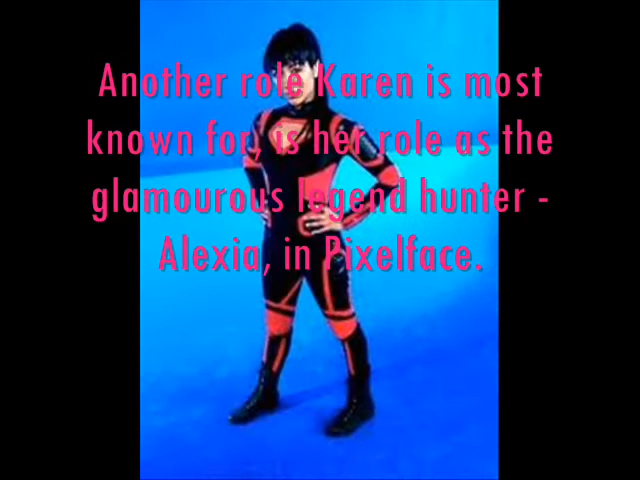 Another role Karen is most
known for, is her role as the
glamourous legend hunter -
Alexia, in Pixelface.